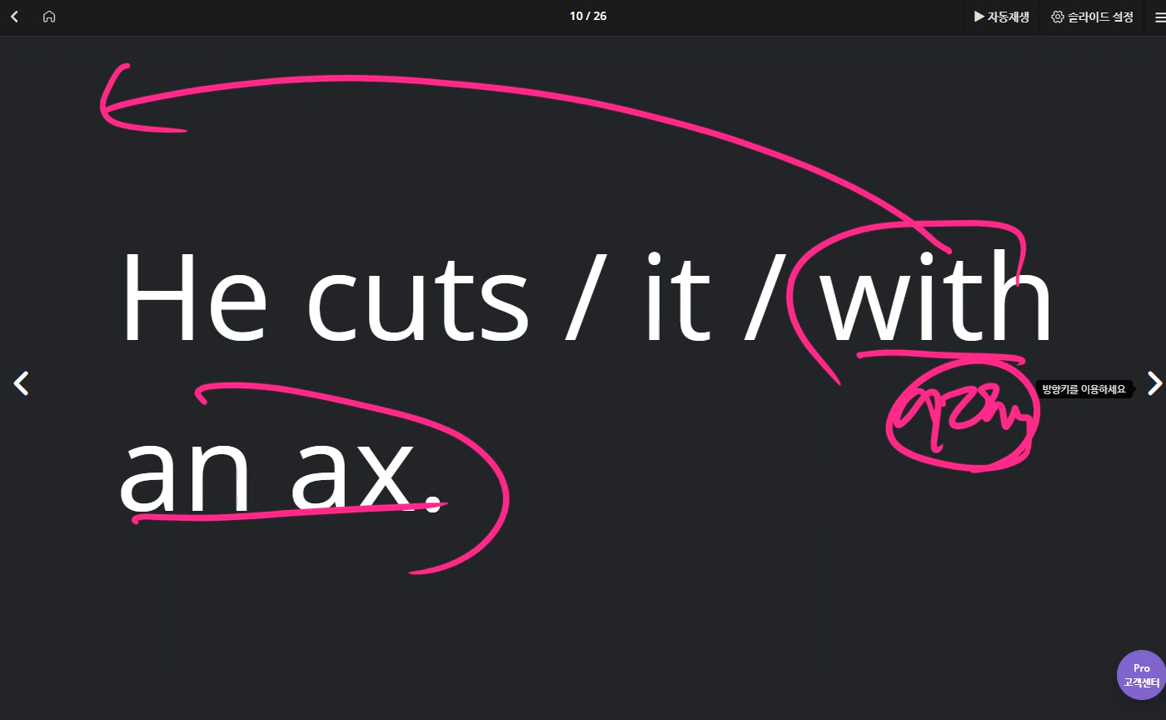 10 / 26
▶ 자동재생
슬라이드 설정
He cuts / it / with
방향키를 이용하세요
an ax.
Pro
고객센터